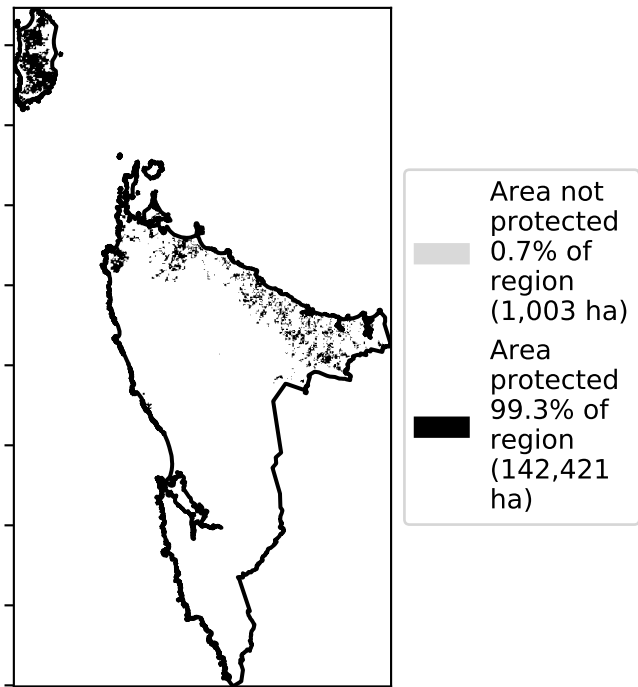 Area not
protected
0.7% of
region
(1,003 ha)
Area
protected
99.3% of
region
(142,421
ha)